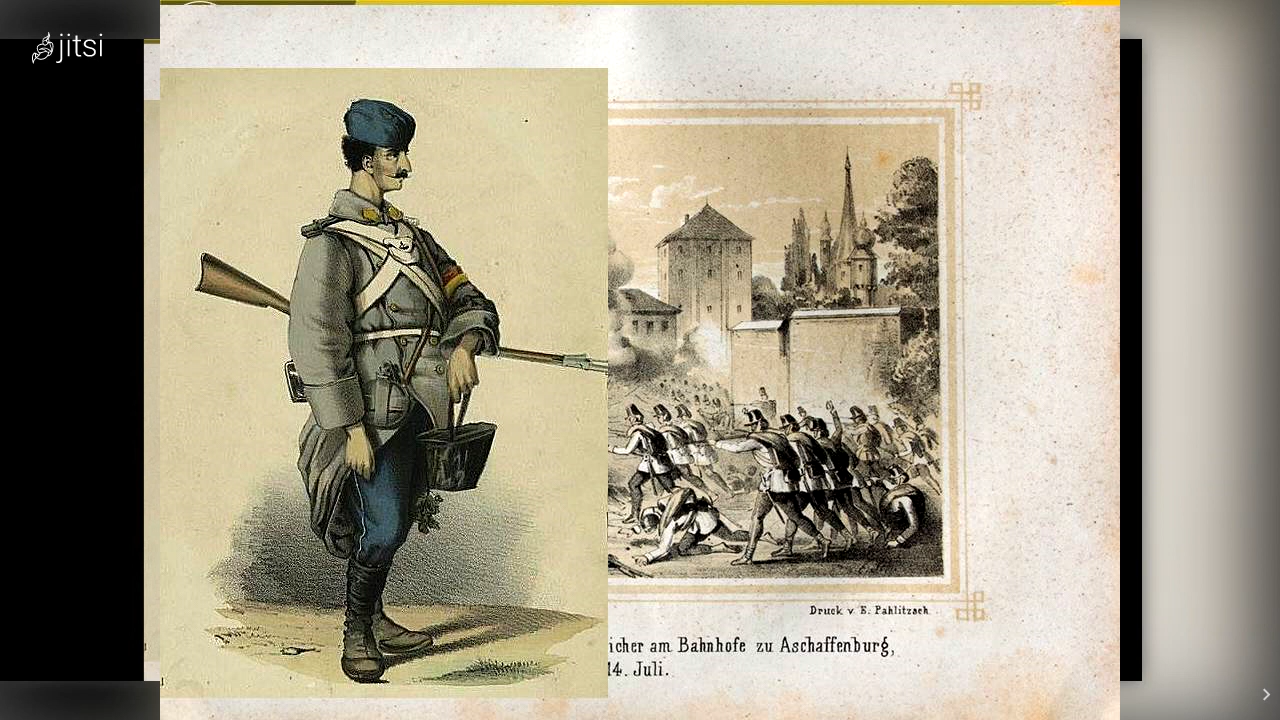 jitsi
Druck v. E. Pahlitzsch.
icher am Bahnhofe zu Aschaffenburg,
14. Juli.